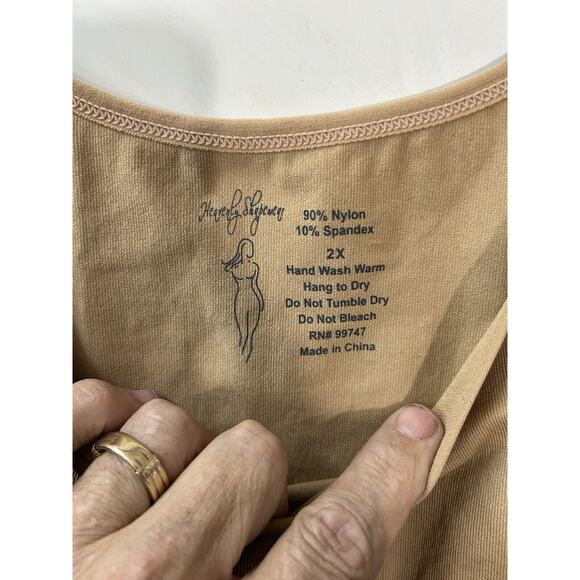 Heavenly Shapewear
90% Nylon
10% Spandex
2X
Hand Wash Warm
Hang to Dry
Do Not Tumble Dry
Do Not Bleach
RN# 99747
Made in China